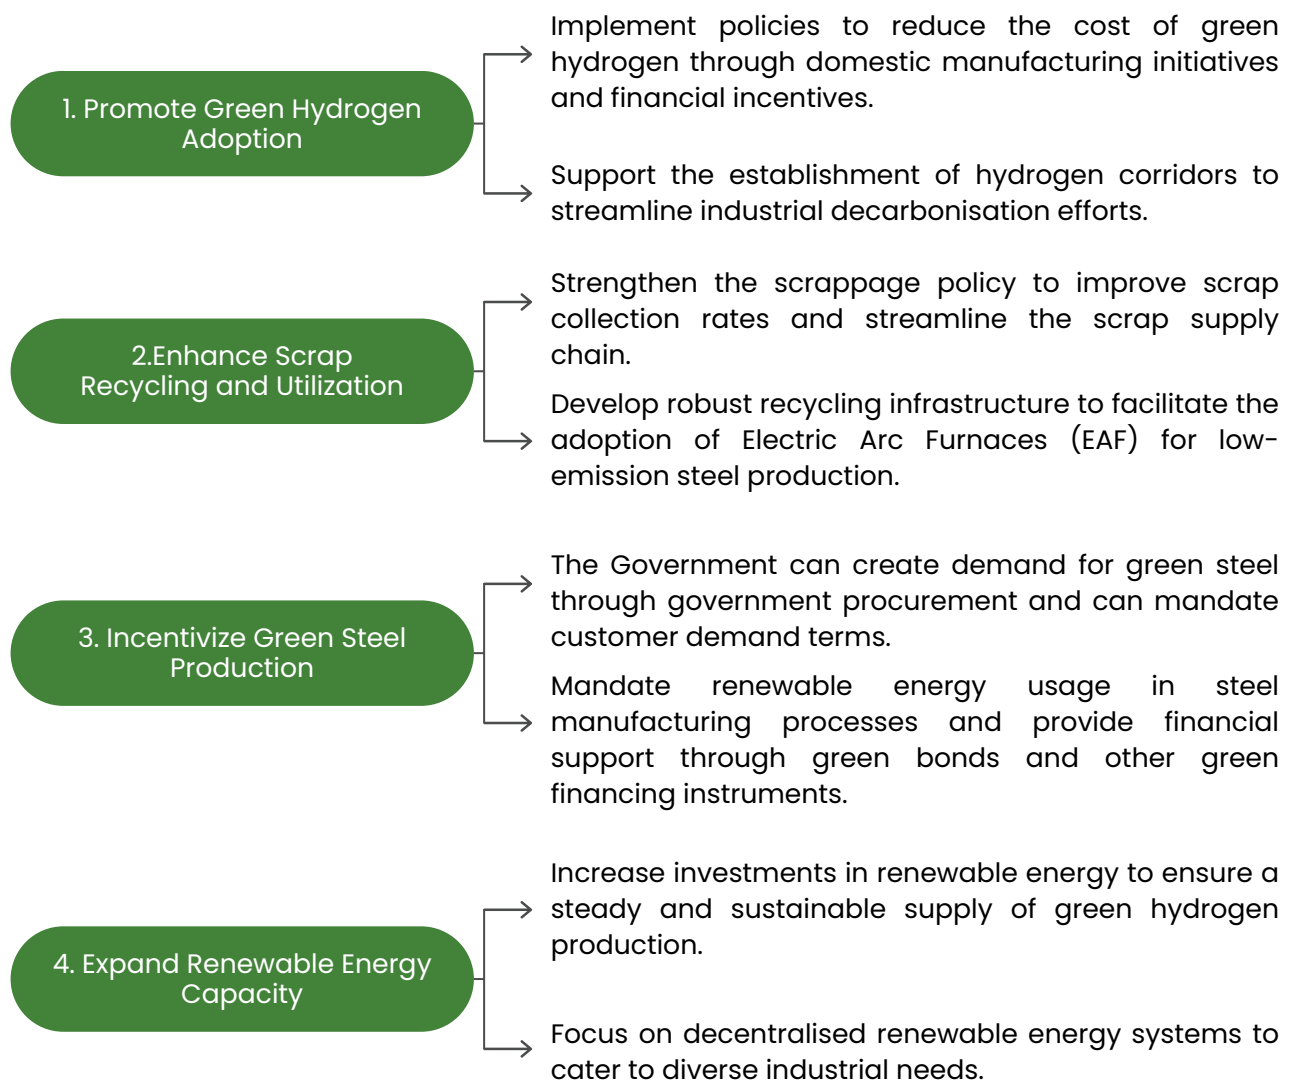 1. Promote Green Hydrogen
Adoption
Implement policies to reduce the cost of green
hydrogen through domestic manufacturing initiatives
and financial incentives.
Support the establishment of hydrogen corridors to
streamline industrial decarbonisation efforts.
2.Enhance Scrap
Recycling and Utilization
Strengthen the scrappage policy to improve scrap
collection rates and streamline the scrap supply
chain.
Develop robust recycling infrastructure to facilitate the
adoption of Electric Arc Furnaces (EAF) for low-
emission steel production.
3. Incentivize Green Steel
Production
The Government can create demand for green steel
through government procurement and can mandate
customer demand terms.
Mandate renewable energy usage in steel
manufacturing processes and provide financial
support through green bonds and other green
financing instruments.
4. Expand Renewable Energy
Capacity
Increase investments in renewable energy to ensure a
steady and sustainable supply of green hydrogen
production.
Focus on decentralised renewable energy systems to
cater to diverse industrial needs.